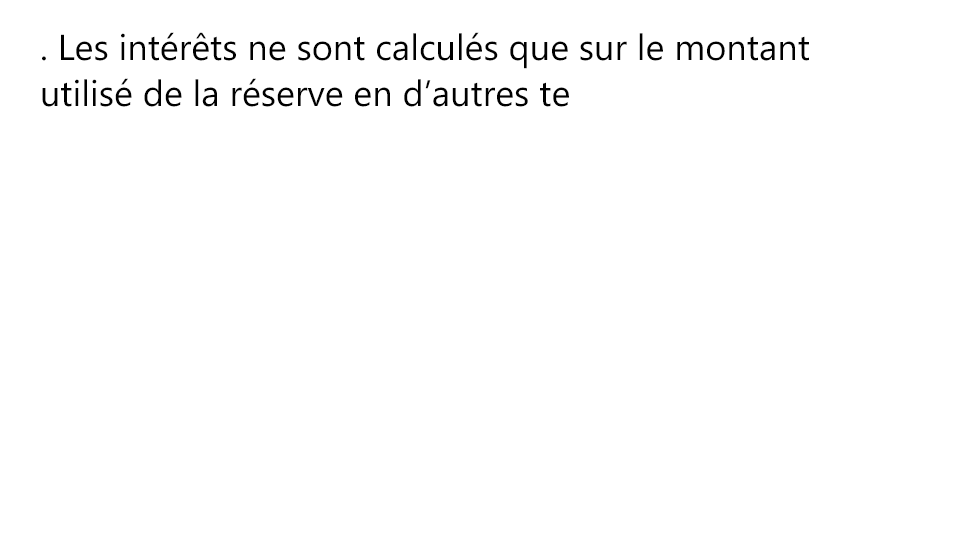 . Les intérêts ne sont calculés que sur le montant
utilisé de la réserve en d’autres te